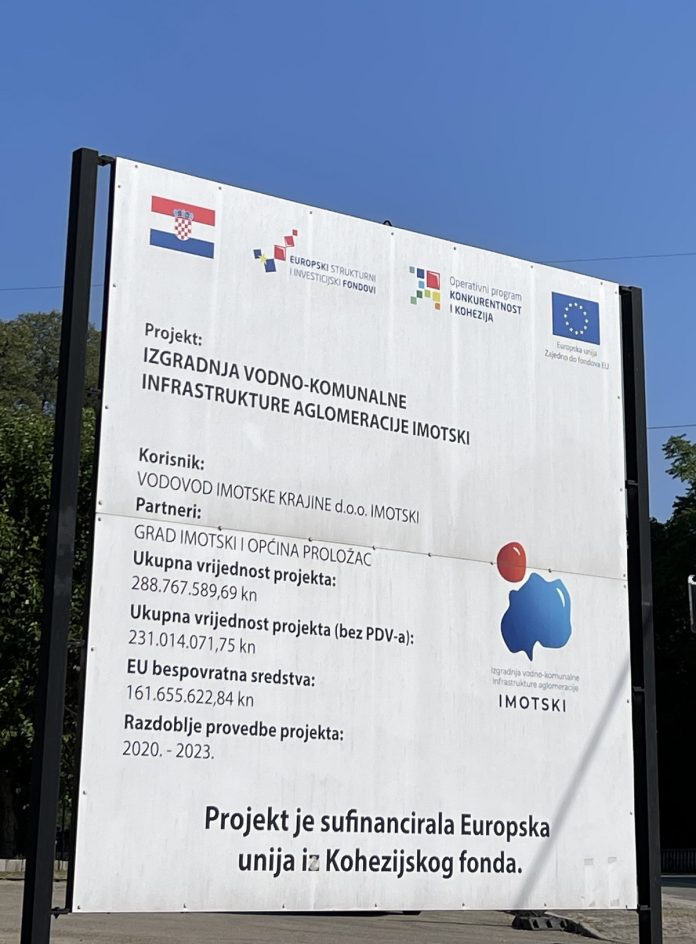 EUROPSKI STRUKTURNI
I INVESTICIJSKI FONDOVI
Operativni program
KONKURENTNOST
I KOHEZIJA
Europska unija
Zajedno do fondova EU
Projekt:
IZGRADNJA VODNO-KOMUNALNE
INFRASTRUKTURE AGLOMERACIJE IMOTSKI
Korisnik:
VODOVOD IMOTSKE KRAJINE d.o.o. IMOTSKI
Partneri:
GRAD IMOTSKI I OPĆINA PROLOŽAC
Ukupna vrijednost projekta:
288.767.589,69 kn
Ukupna vrijednost projekta (bez PDV-a):
231.014.071,75 kn
EU bespovratna sredstva:
161.655.622,84 kn
Razdoblje provedbe projekta:
2020. - 2023.
Izgradnja vodno-komunalne
infrastrukture aglomeracije
IMOTSKI
Projekt je sufinancirala Europska
unija iz Kohezijskog fonda.